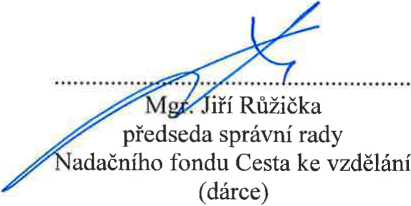 Mgr. Jiří Růžička
předseda správní rady
Nadačního fondu Cesta ke vzdělání
(dárce)